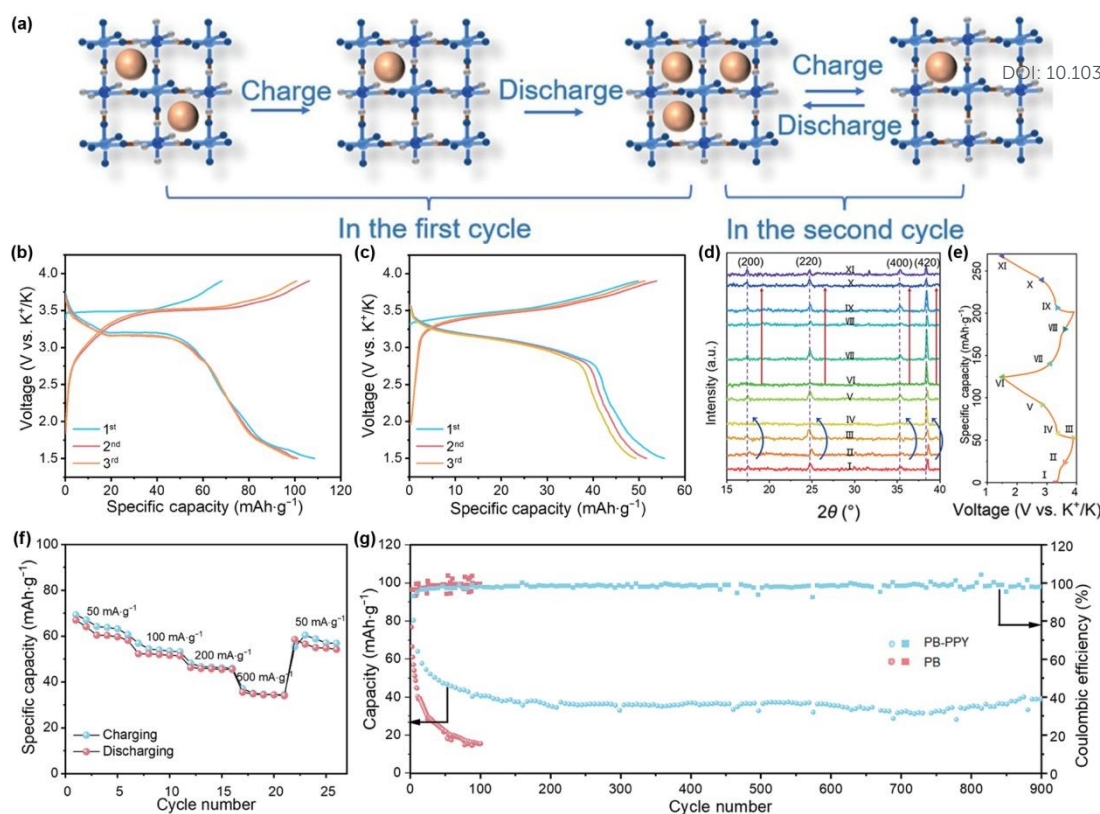 (a)
Charge
Discharge
Charge
Discharge
DOI: 10.103
In the first cycle
In the second cycle
(b)
Voltage (V vs. K⁺/K)
4.0
3.5
3.0
2.5
2.0
1.5
1.0
1st
2nd
3rd
0 20 40 60 80 100 120
Specific capacity (mAh·g⁻¹)
(c)
Voltage (V vs. K⁺/K)
4.0
3.5
3.0
2.5
2.0
1.5
1.0
1st
2nd
3rd
0 10 20 30 40 50 60
Specific capacity (mAh·g⁻¹)
(d)
Intensity (a.u.)
(200) (220) (400) (420)
XI
X
IX
VIII
VII
VI
V
IV
III
II
I
15 20 25 30 35 40
2θ (°)
(e)
Specific capacity (mAh·g⁻¹)
250
200
150
100
50
0
XI
X
IX
VIII
VII
VI
V
IV III
II
I
1 2 3 4
Voltage (V vs. K⁺/K)
(f)
Specific capacity (mAh·g⁻¹)
100
80
60
40
20
0
50 mA·g⁻¹
100 mA·g⁻¹
200 mA·g⁻¹
500 mA·g⁻¹
50 mA·g⁻¹
Charging
Discharging
0 5 10 15 20 25
Cycle number
(g)
Capacity (mAh·g⁻¹)
120
100
80
60
40
20
0
PB-PPY
PB
120
100
80
60
40
20
0
Coulombic efficiency (%)
0 100 200 300 400 500 600 700 800 900
Cycle number